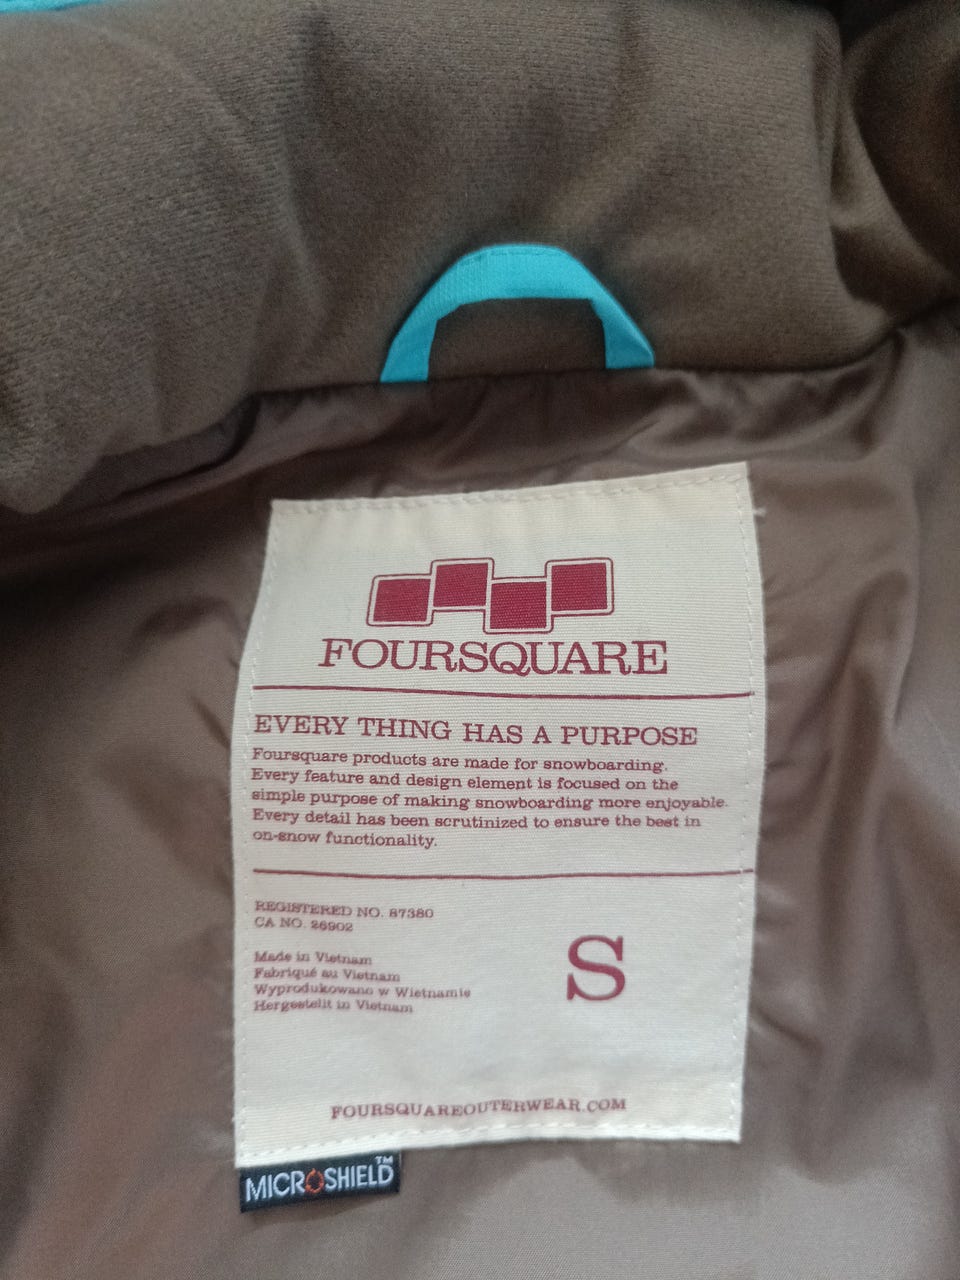 FOURSQUARE
EVERY THING HAS A PURPOSE
Foursquare products are made for snowboarding.
Every feature and design element is focused on the
simple purpose of making snowboarding more enjoyable.
Every detail has been scrutinized to ensure the best in
on-snow functionality.
REGISTERED NO. 87380
CA NO. 26902
S
Made in Vietnam
Fabriqué au Vietnam
Wyprodukowano w Wietnamie
Hergestellt in Vietnam
FOURSQUAREOUTERWEAR.COM
MICROSHIELD™